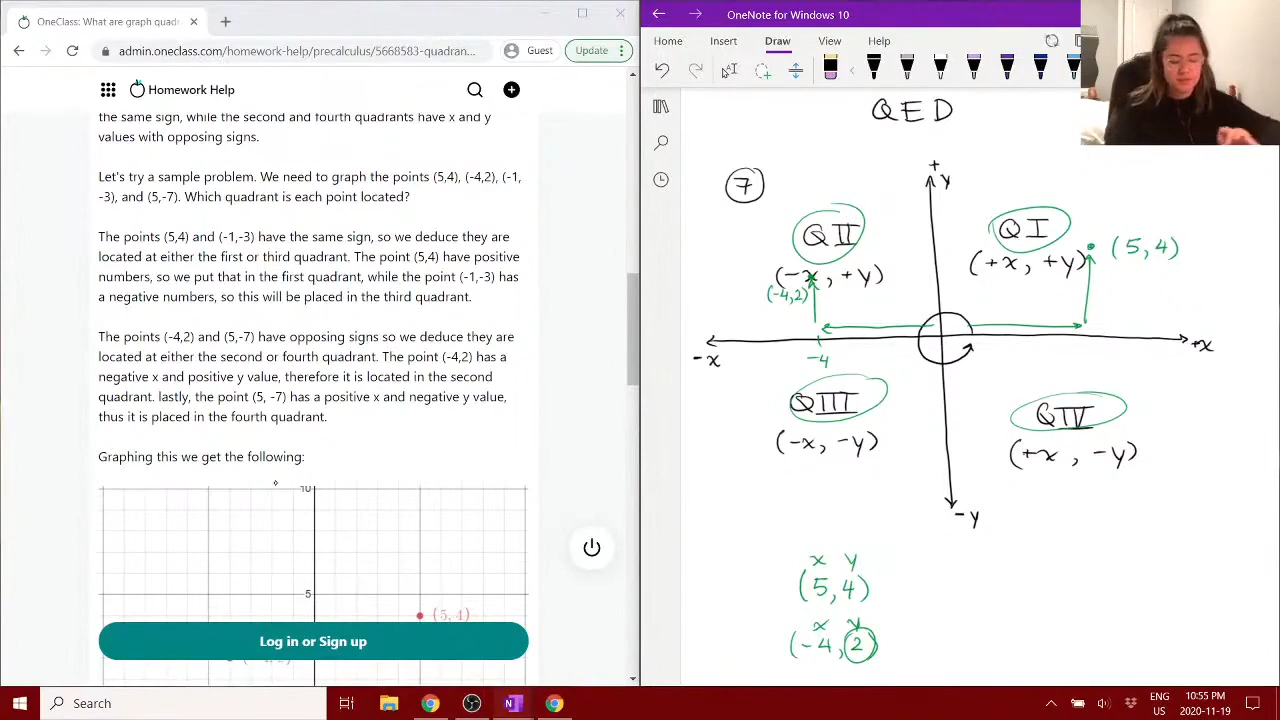 OneClass: What are graph quadr
admin.oneclass.com/homework-help/precalculus/5668583-quadran...
Guest
Update
Homework Help
the same sign, while the second and fourth quadrants have x and y
values with opposing signs.
Let's try a sample problem. We need to graph the points (5,4), (-4,2), (-1,
-3), and (5,-7). Which quadrant is each point located?
The points (5,4) and (-1,-3) have the same sign, so we deduce they are
located at either the first or third quadrant. The point (5,4) have positive
numbers, so we put that in the first quadrant, while the point (-1,-3) has
a negative numbers, so this will be placed in the third quadrant.
The points (-4,2) and (5,-7) have opposing signs so we deduce they are
located at either the second or fourth quadrant. The point (-4,2) has a
negative x and positive y value, therefore it is located in the second
quadrant. lastly, the point (5, -7) has a positive x and negative y value,
thus it is placed in the fourth quadrant.
Graphing this we get the following:
10
5
(5,4)
Log in or Sign up
OneNote for Windows 10
Home Insert Draw View Help
QED
7
+
y
QII
(-x, +y)
(-4,2)
QI
(+x, +y)
(5,4)
-x
-4
+x
QIII
(-x, -y)
QIV
(+x, -y)
-y
x y
(5,4)
x y
(-4,2)
Search
ENG
US
10:55 PM
2020-11-19